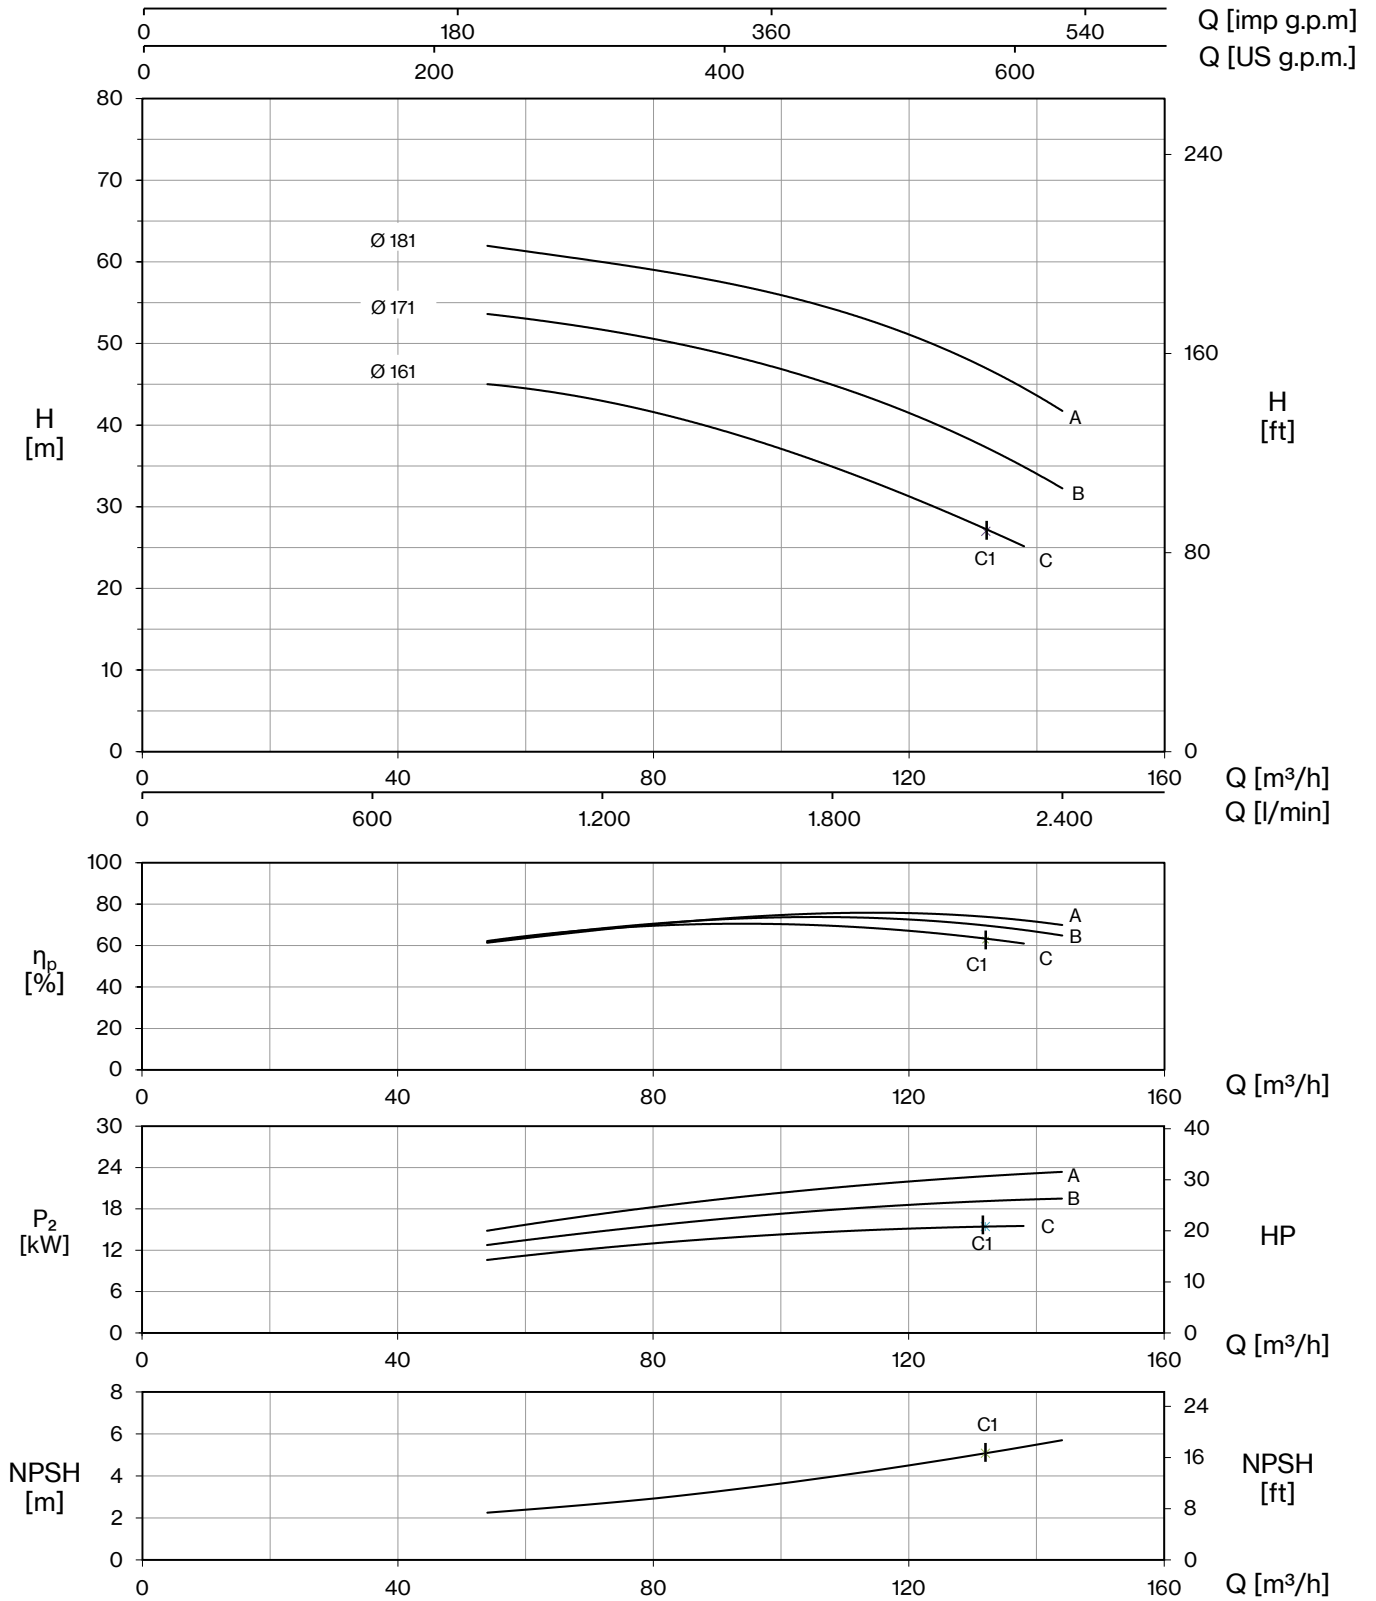 0 180 360 540 Q [imp g.p.m]
0 200 400 600 Q [US g.p.m.]
80
240
70
Ø 181
60
Ø 171
50
160
Ø 161
H
[m]
H
[ft]
40
A
30
B
C1 C
80
20
10
0 0
0 40 80 120 160 Q [m³/h]
0 600 1.200 1.800 2.400 Q [l/min]
100
80
A
B
60
C1 C
ηp
[%]
40
20
0
0 40 80 120 160 Q [m³/h]
30 40
24
A
30
18
B
P₂
[kW]
C
20
HP
12
C1
6
10
0 0
0 40 80 120 160 Q [m³/h]
8
24
C1
6
16
NPSH
[m]
NPSH
[ft]
4
2
8
0 0
0 40 80 120 160 Q [m³/h]